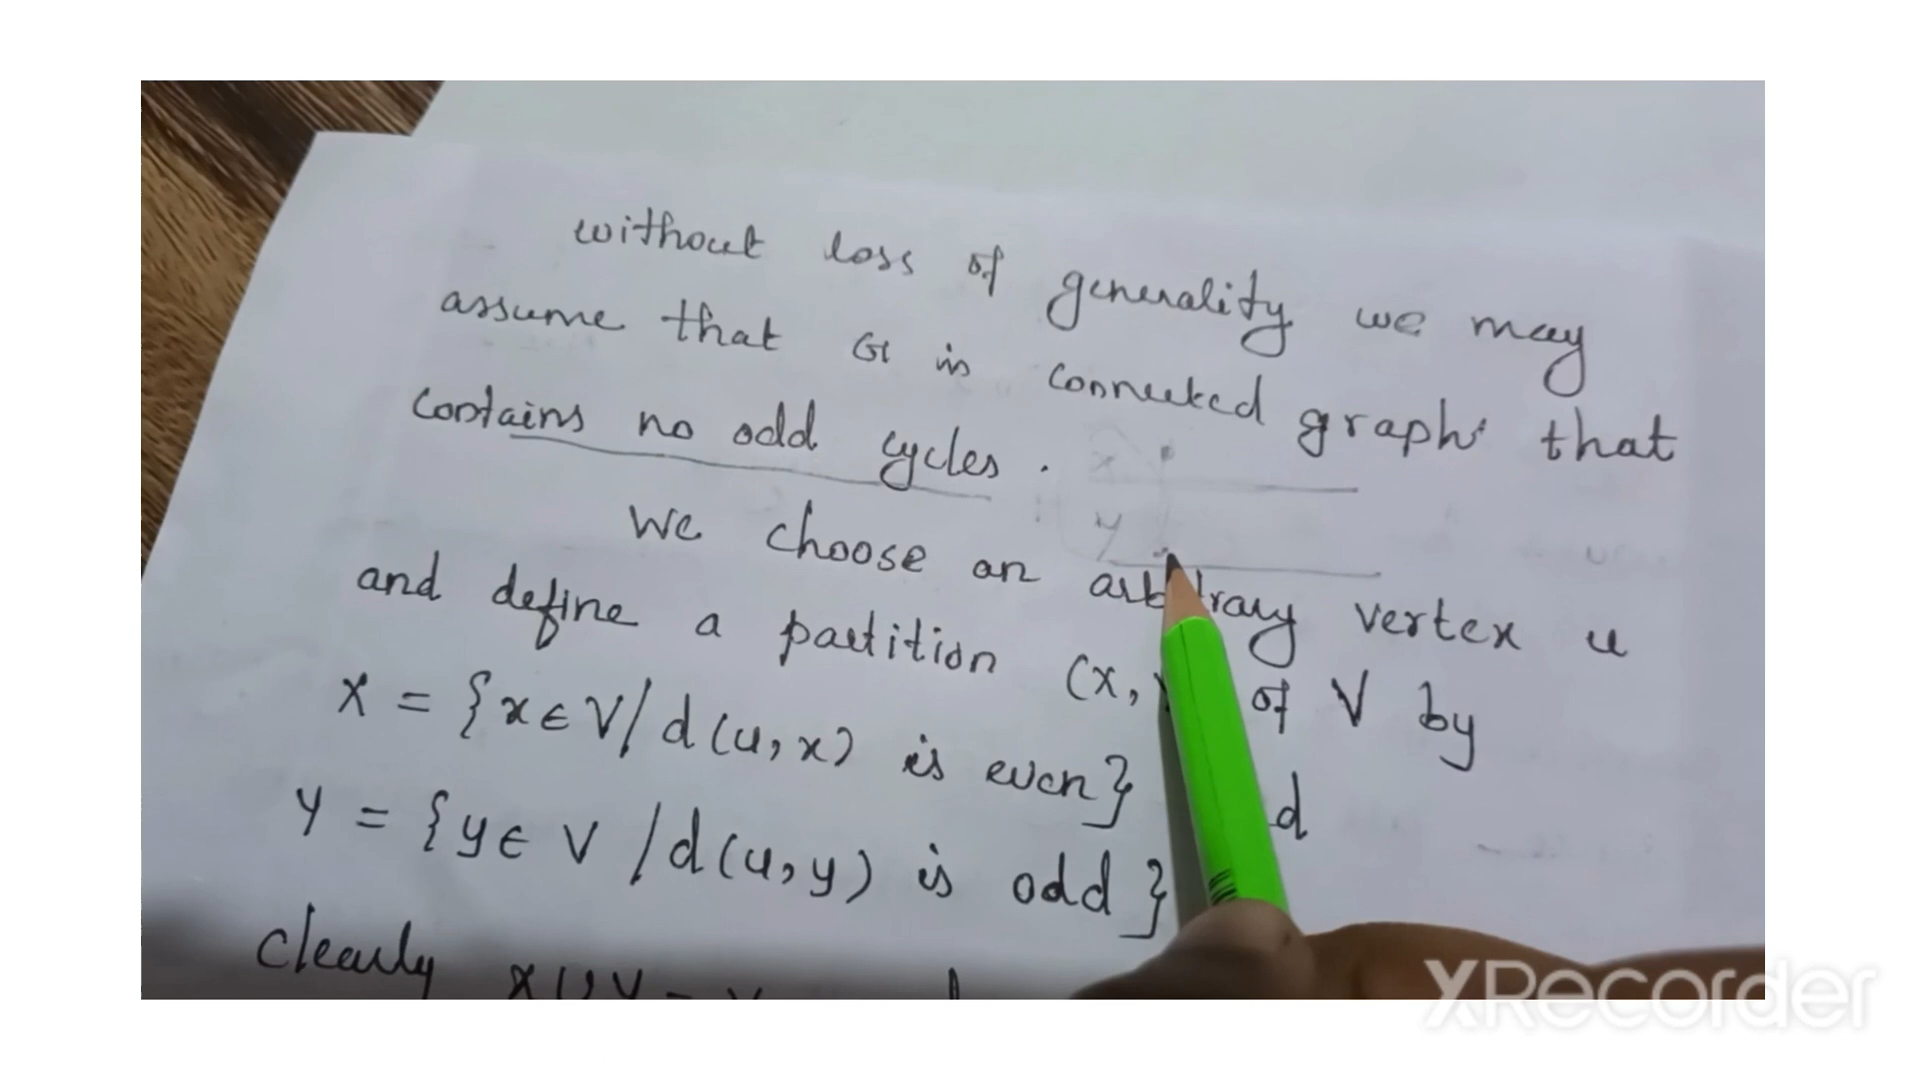 without loss of generality we may
assume that G is connected graph that
contains no odd cycles.
x
y
We choose an arbitrary vertex u
and define a partition (X, of V by
X = {x∈V/d(u,x) is even} d
Y = {y∈V/d(u,y) is odd}
clearly
XRecorder